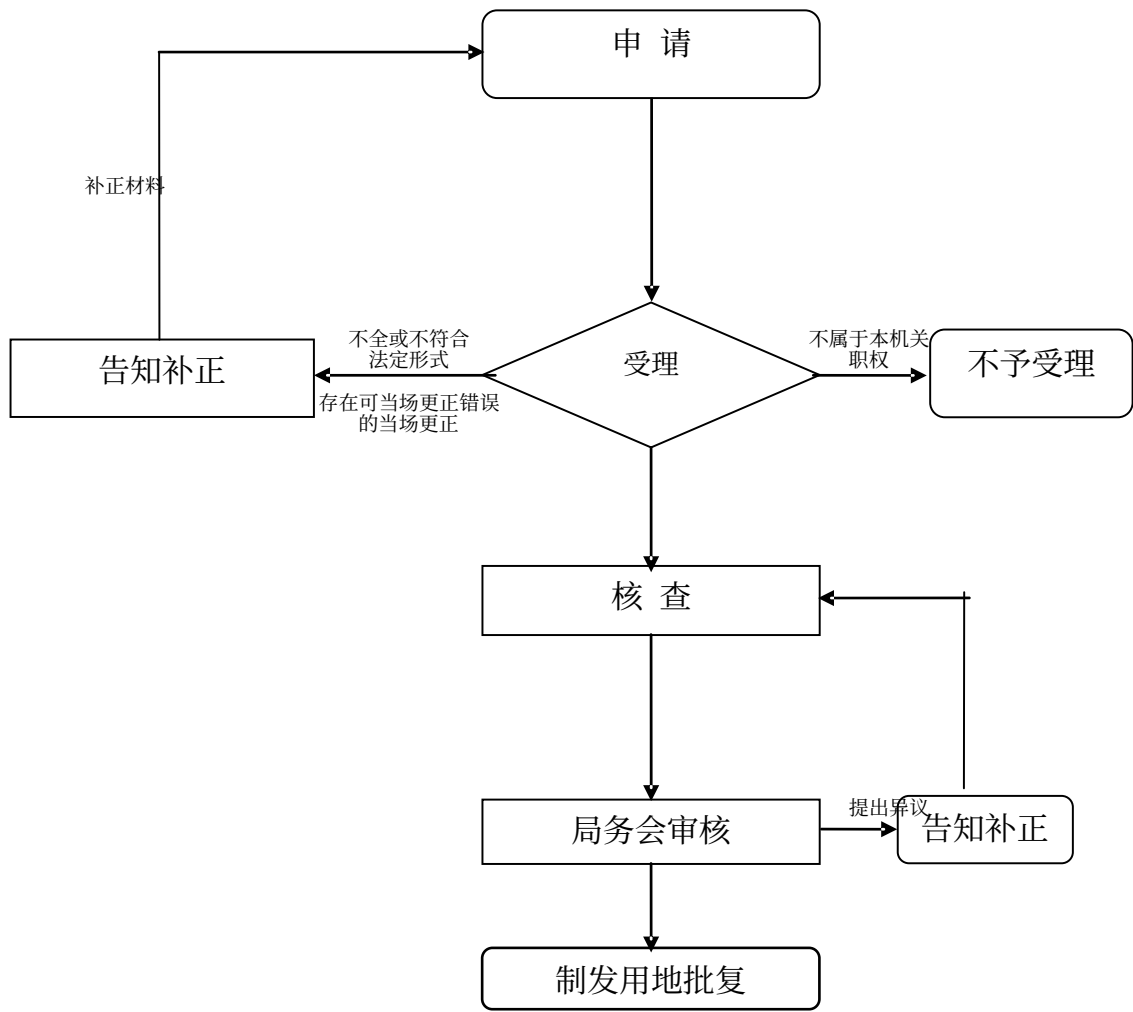 申 请
补正材料
不全或不符合
法定形式
受理
不属于本机关
职权
不予受理
告知补正
存在可当场更正错误
的当场更正
核 查
局务会审核
提出异议
告知补正
制发用地批复